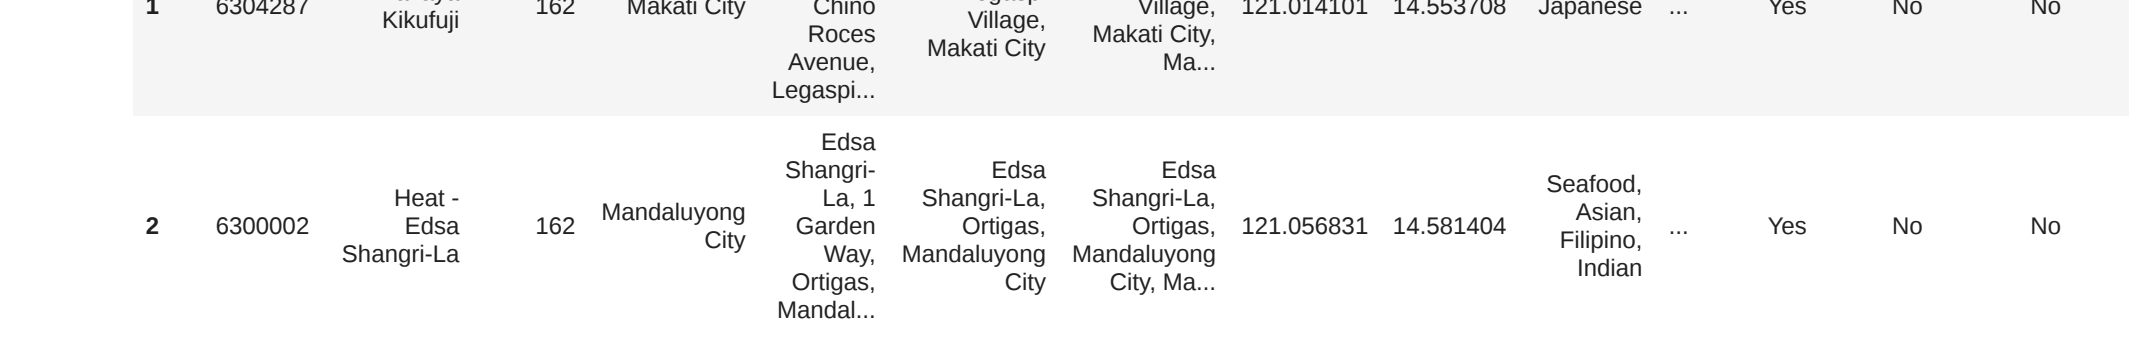 1 6304287 162 Makati City Chino Village, 121.014101 14.553708 Japanese ... Yes No No
Kikufuji Roces Village, Makati City,
Avenue, Makati City Ma...
Legaspi...
Edsa
Shangri- Edsa Edsa
Heat - La, 1 Shangri-La, Shangri-La, Seafood,
2 6300002 Edsa 162 Mandaluyong Garden Ortigas, Ortigas, 121.056831 14.581404 Asian, ... Yes No No
Shangri-La City Way, Mandaluyong Mandaluyong Filipino,
Ortigas, City City, Ma... Indian
Mandal...